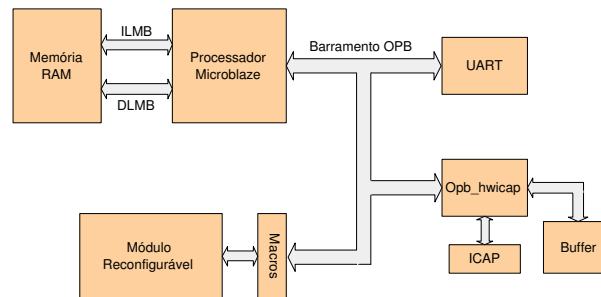 ILMB
Memória
RAM
DLMB
Processador
Microblaze
Barramento OPB
UART
Opb_hwicap
ICAP
Buffer
Módulo
Reconfigurável
Macros